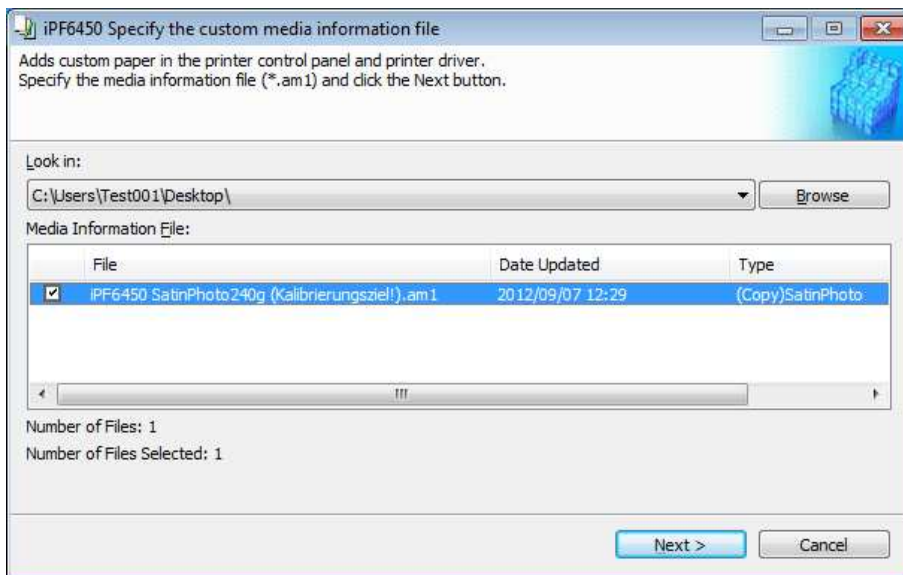 iPF6450 Specify the custom media information file
Adds custom paper in the printer control panel and printer driver.
Specify the media information file (*.am1) and click the Next button.
Look in:
C:\Users\Test001\Desktop\
Browse
Media Information File:
File Date Updated Type
iPF6450 SatinPhoto240g (Kalibrierungsziel!).am1 2012/09/07 12:29 (Copy)SatinPhoto
Number of Files: 1
Number of Files Selected: 1
Next > Cancel